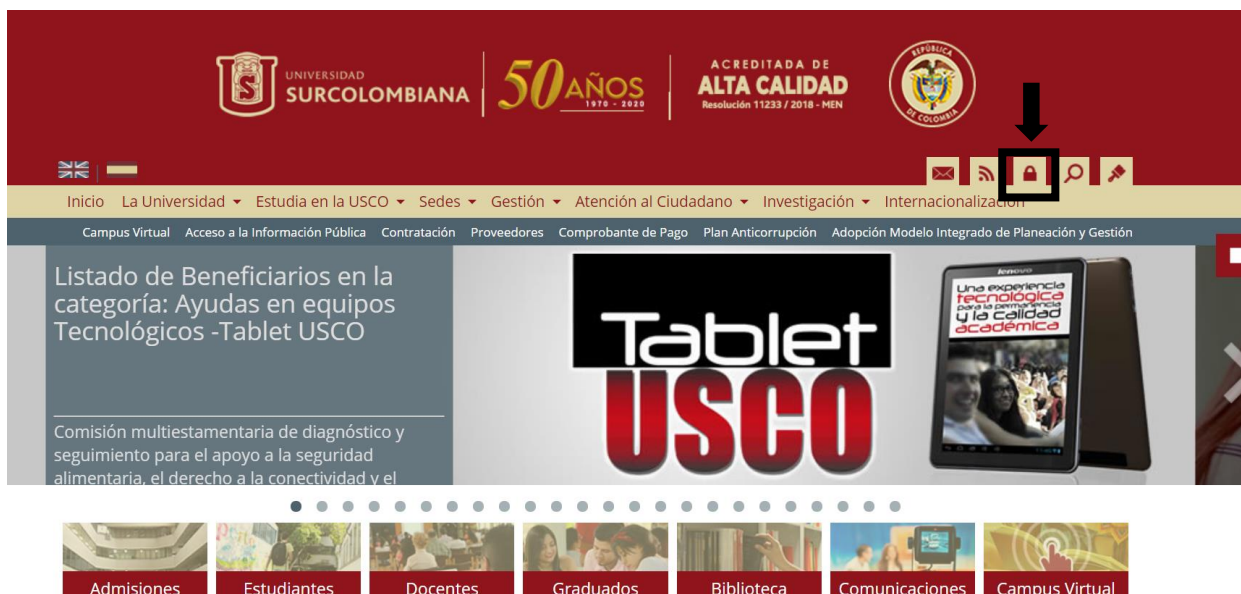 UNIVERSIDAD
SURCOLOMBIANA
50 AÑOS
1970 - 2020
ACREDITADA DE
ALTA CALIDAD
Resolución 11233 / 2018 - MEN
REPÚBLICA
DE COLOMBIA
Inicio La Universidad Estudia en la USCO Sedes Gestión Atención al Ciudadano Investigación Internacionalización
Campus Virtual Acceso a la Información Pública Contratación Proveedores Comprobante de Pago Plan Anticorrupción Adopción Modelo Integrado de Planeación y Gestión
Listado de Beneficiarios en la
categoría: Ayudas en equipos
Tecnológicos -Tablet USCO
Comisión multiestamentaria de diagnóstico y
seguimiento para el apoyo a la seguridad
alimentaria, el derecho a la conectividad y el
Tablet
USCO
lenovo
Una experiencia
tecnológica
para la permanencia
y la calidad
académica
Admisiones Estudiantes Docentes Graduados Biblioteca Comunicaciones Campus Virtual